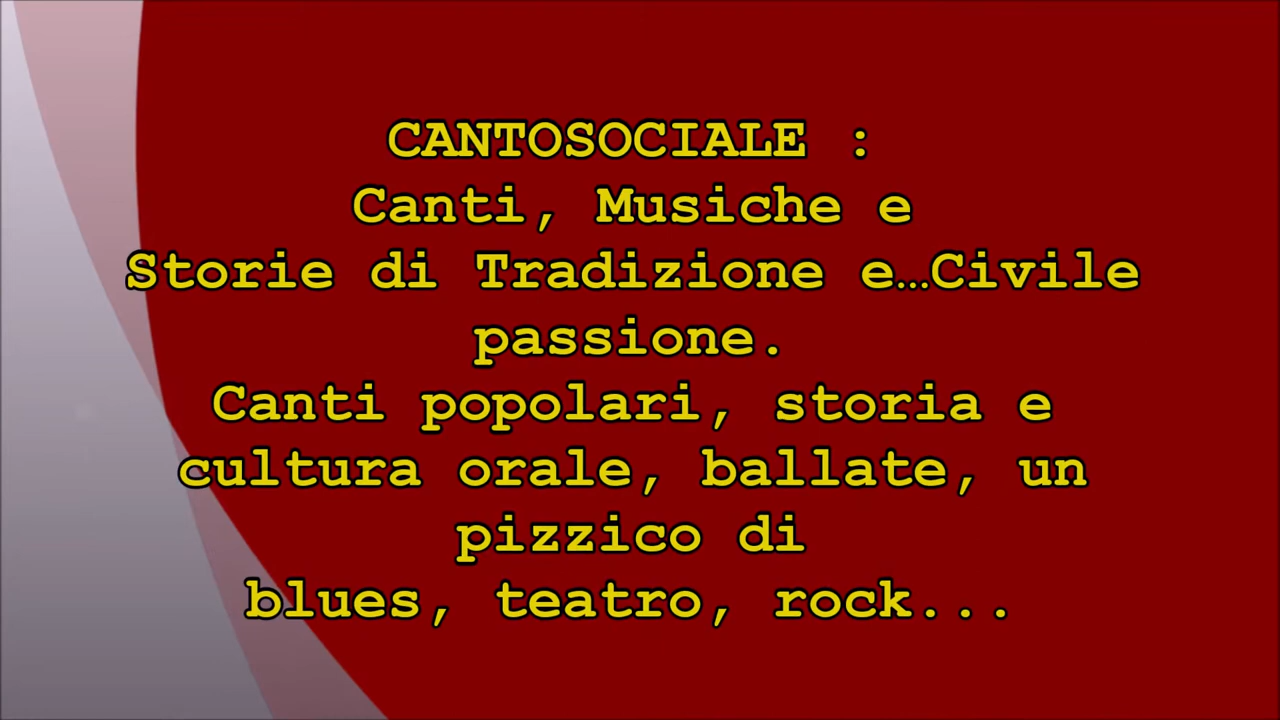 CANTOSOCIALE :
Canti, Musiche e
Storie di Tradizione e…Civile
passione.
Canti popolari, storia e
cultura orale, ballate, un
pizzico di
blues, teatro, rock...